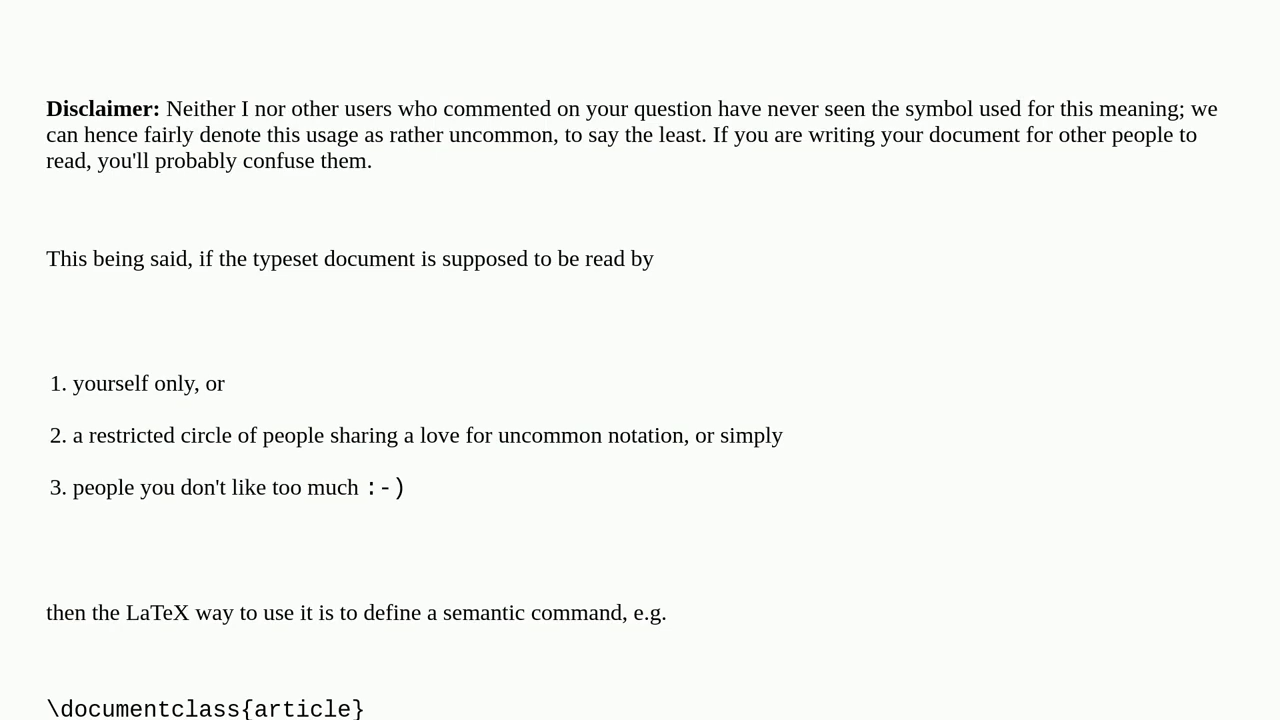 Disclaimer: Neither I nor other users who commented on your question have never seen the symbol used for this meaning; we
can hence fairly denote this usage as rather uncommon, to say the least. If you are writing your document for other people to
read, you'll probably confuse them.
This being said, if the typeset document is supposed to be read by
1. yourself only, or
2. a restricted circle of people sharing a love for uncommon notation, or simply
3. people you don't like too much :-)
then the LaTeX way to use it is to define a semantic command, e.g.
\documentclass{article}